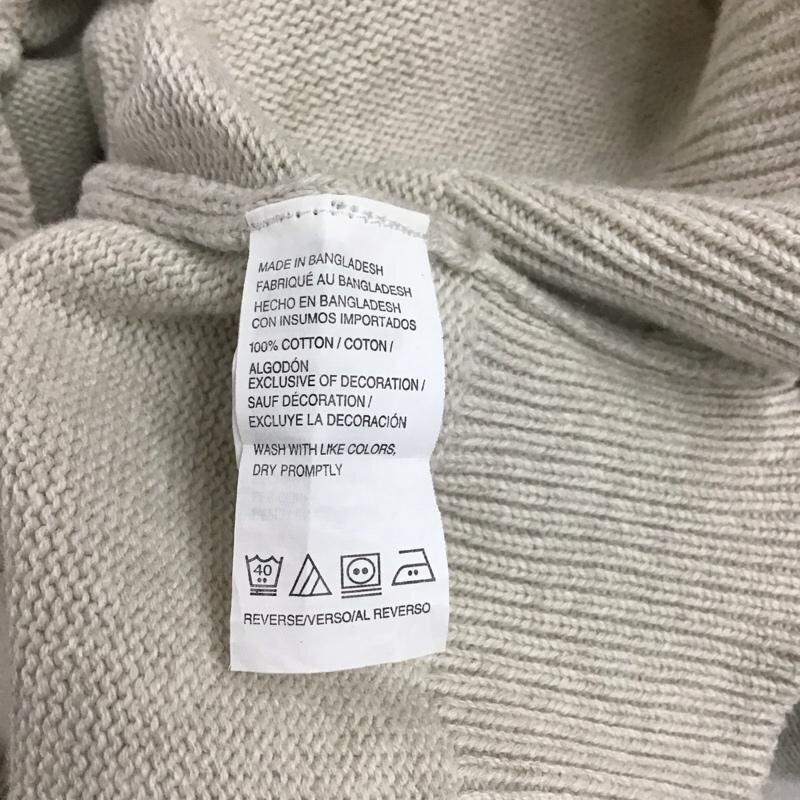 MADE IN BANGLADESH
FABRIQUÉ AU BANGLADESH
HECHO EN BANGLADESH
CON INSUMOS IMPORTADOS
100% COTTON / COTON /
ALGODÓN
EXCLUSIVE OF DECORATION /
SAUF DÉCORATION /
EXCLUYE LA DECORACIÓN
WASH WITH LIKE COLORS,
DRY PROMPTLY
40
REVERSE/VERSO/AL REVERSO